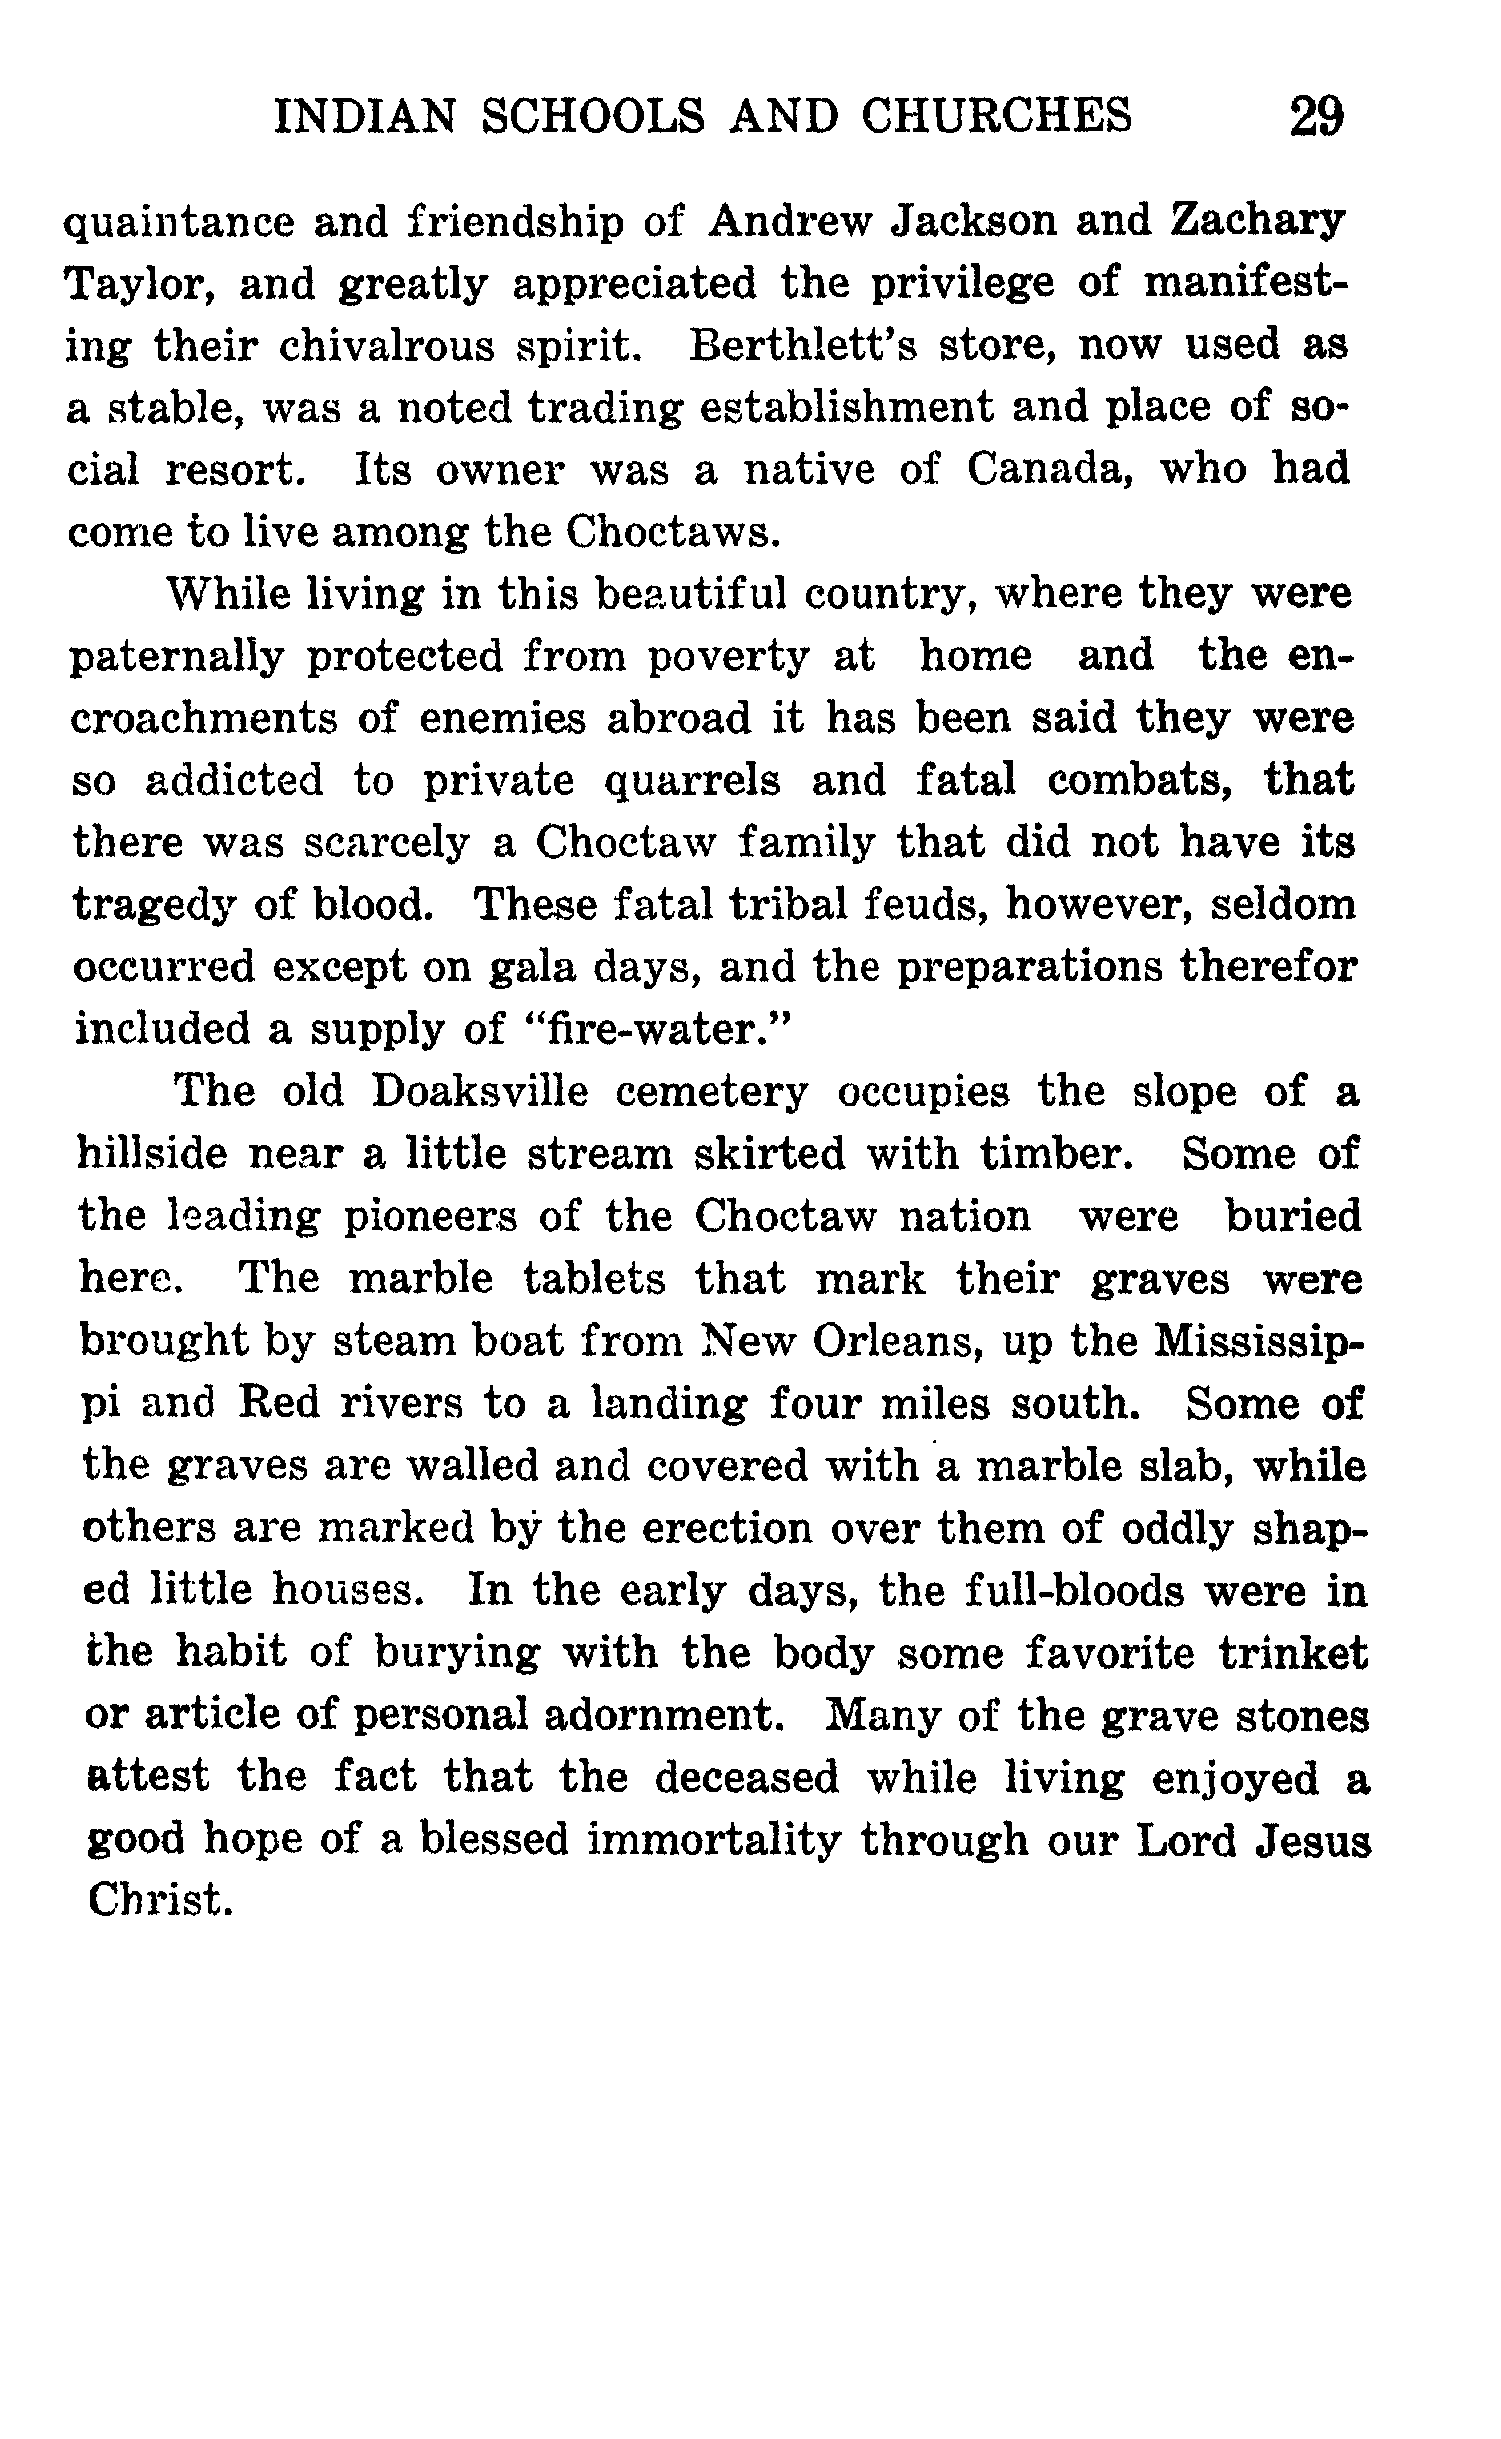 INDIAN SCHOOLS AND CHURCHES 29
quaintance and friendship of Andrew Jackson and Zachary
Taylor, and greatly appreciated the privilege of manifest-
ing their chivalrous spirit. Berthlett's store, now used as
a stable, was a noted trading establishment and place of so-
cial resort. Its owner was a native of Canada, who had
come to live among the Choctaws.
While living in this beautiful country, where they were
paternally protected from poverty at home and the en-
croachments of enemies abroad it has been said they were
so addicted to private quarrels and fatal combats, that
there was scarcely a Choctaw family that did not have its
tragedy of blood. These fatal tribal feuds, however, seldom
occurred except on gala days, and the preparations therefor
included a supply of “fire-water.”
The old Doaksville cemetery occupies the slope of a
hillside near a little stream skirted with timber. Some of
the leading pioneers of the Choctaw nation were buried
here. The marble tablets that mark their graves were
brought by steam boat from New Orleans, up the Mississip-
pi and Red rivers to a landing four miles south. Some of
the graves are walled and covered with a marble slab, while
others are marked by the erection over them of oddly shap-
ed little houses. In the early days, the full-bloods were in
the habit of burying with the body some favorite trinket
or article of personal adornment. Many of the grave stones
attest the fact that the deceased while living enjoyed a
good hope of a blessed immortality through our Lord Jesus
Christ.